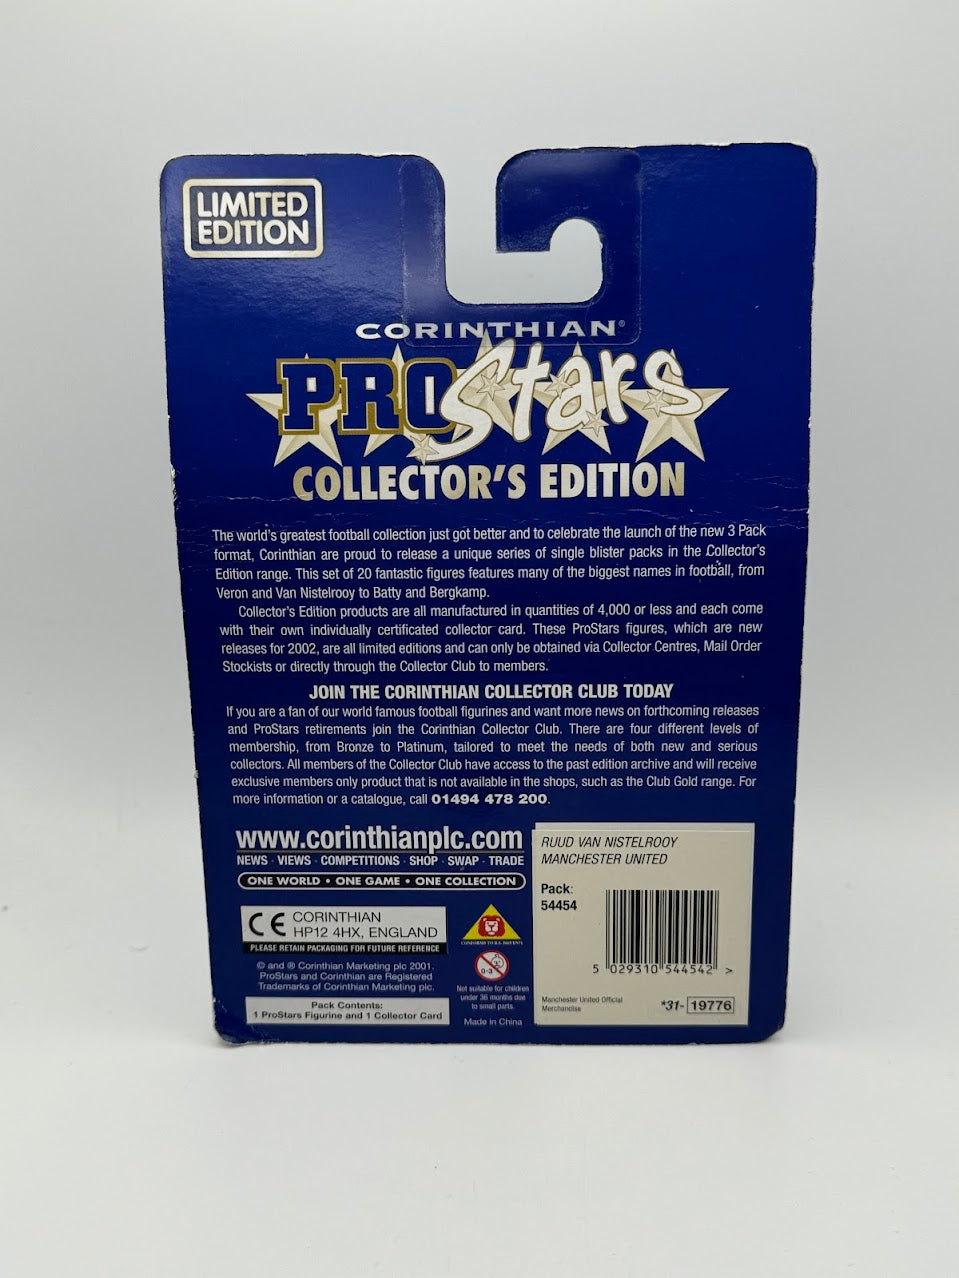 LIMITED
EDITION
CORINTHIAN®
PROStars
COLLECTOR'S EDITION
The world's greatest football collection just got better and to celebrate the launch of the new 3 Pack
format, Corinthian are proud to release a unique series of single blister packs in the Collector's
Edition range. This set of 20 fantastic figures features many of the biggest names in football, from
Veron and Van Nistelrooy to Batty and Bergkamp.
Collector's Edition products are all manufactured in quantities of 4,000 or less and each come
with their own individually certificated collector card. These ProStars figures, which are new
releases for 2002, are all limited editions and can only be obtained via Collector Centres, Mail Order
Stockists or directly through the Collector Club to members.
JOIN THE CORINTHIAN COLLECTOR CLUB TODAY
If you are a fan of our world famous football figurines and want more news on forthcoming releases
and ProStars retirements join the Corinthian Collector Club. There are four different levels of
membership, from Bronze to Platinum, tailored to meet the needs of both new and serious
collectors. All members of the Collector Club have access to the past edition archive and will receive
exclusive members only product that is not available in the shops, such as the Club Gold range. For
more information or a catalogue, call 01494 478 200.
www.corinthianplc.com
NEWS · VIEWS · COMPETITIONS · SHOP · SWAP · TRADE
ONE WORLD • ONE GAME • ONE COLLECTION
CE CORINTHIAN
HP12 4HX, ENGLAND
PLEASE RETAIN PACKAGING FOR FUTURE REFERENCE
© and ® Corinthian Marketing plc 2001.
ProStars and Corinthian are Registered
Trademarks of Corinthian Marketing plc.
Pack Contents:
1 ProStars Figurine and 1 Collector Card
0-3
Not suitable for children
under 36 months due
to small parts.
Made in China
RUUD VAN NISTELROOY
MANCHESTER UNITED
Pack:
54454
5 029310 544542 >
Manchester United Official
Merchandise
*31- 19776